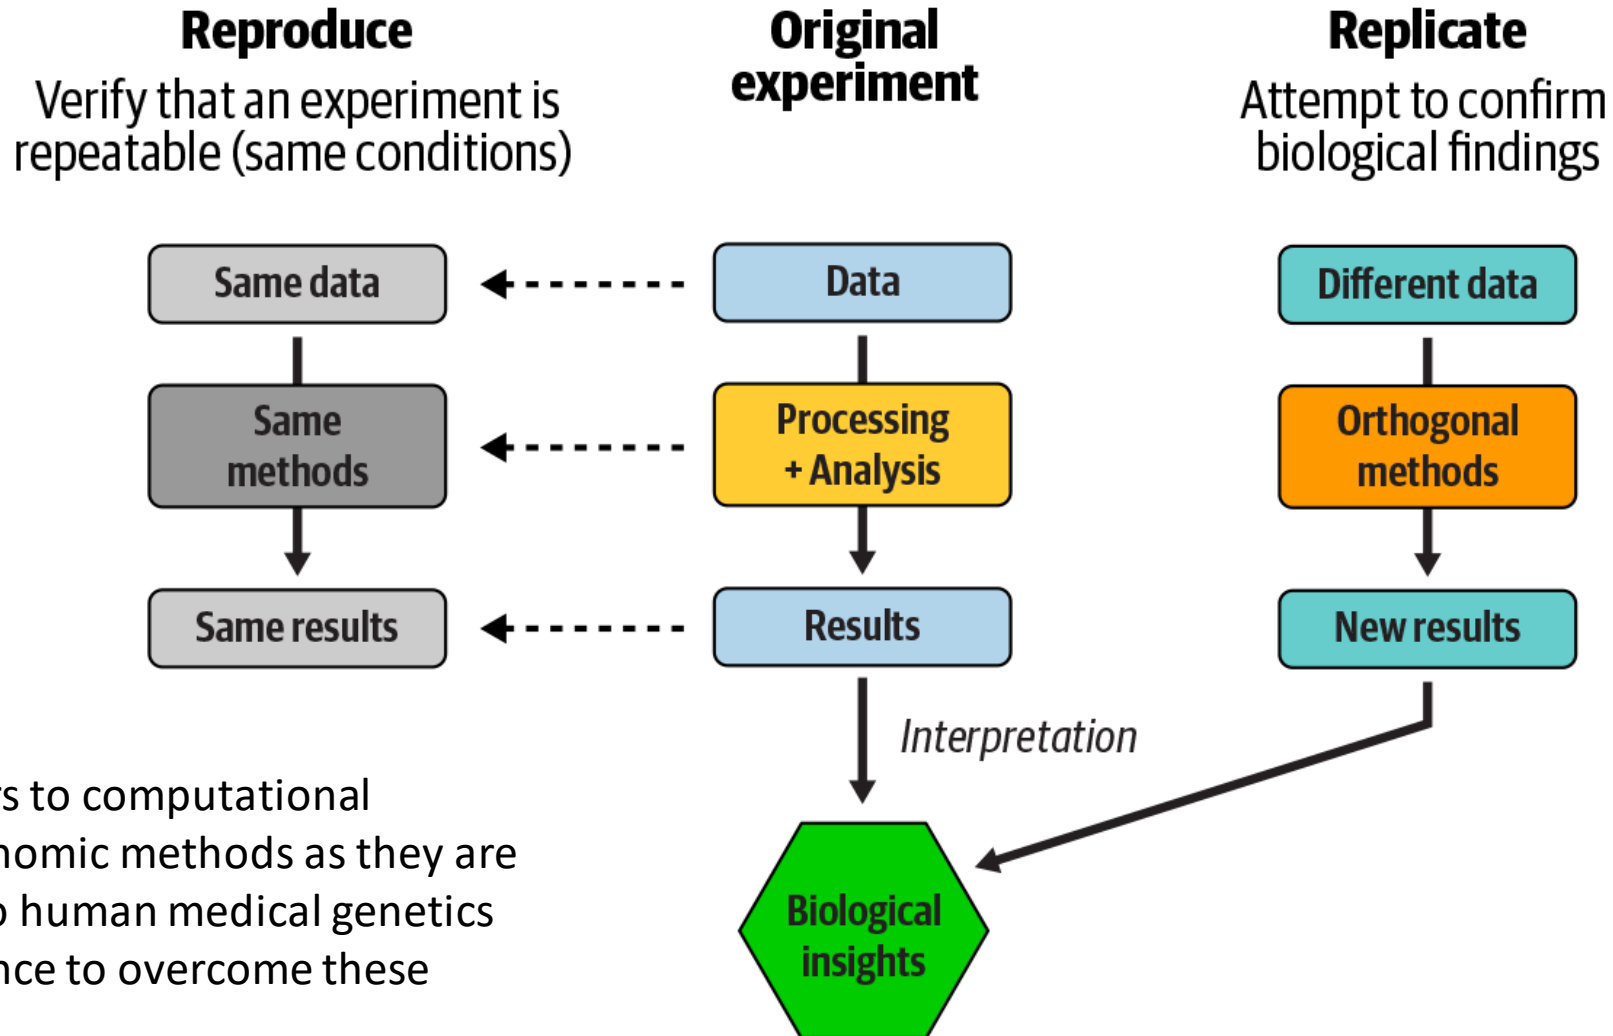 Reproduce
Verify that an experiment is
repeatable (same conditions)
Original
experiment
Replicate
Attempt to confirm
biological findings
Same data
Data
Different data
Same
methods
Processing
+ Analysis
Orthogonal
methods
Same results
Results
New results
Interpretation
to computational
methods as they are
human medical genetics
to overcome these
Biological
insights